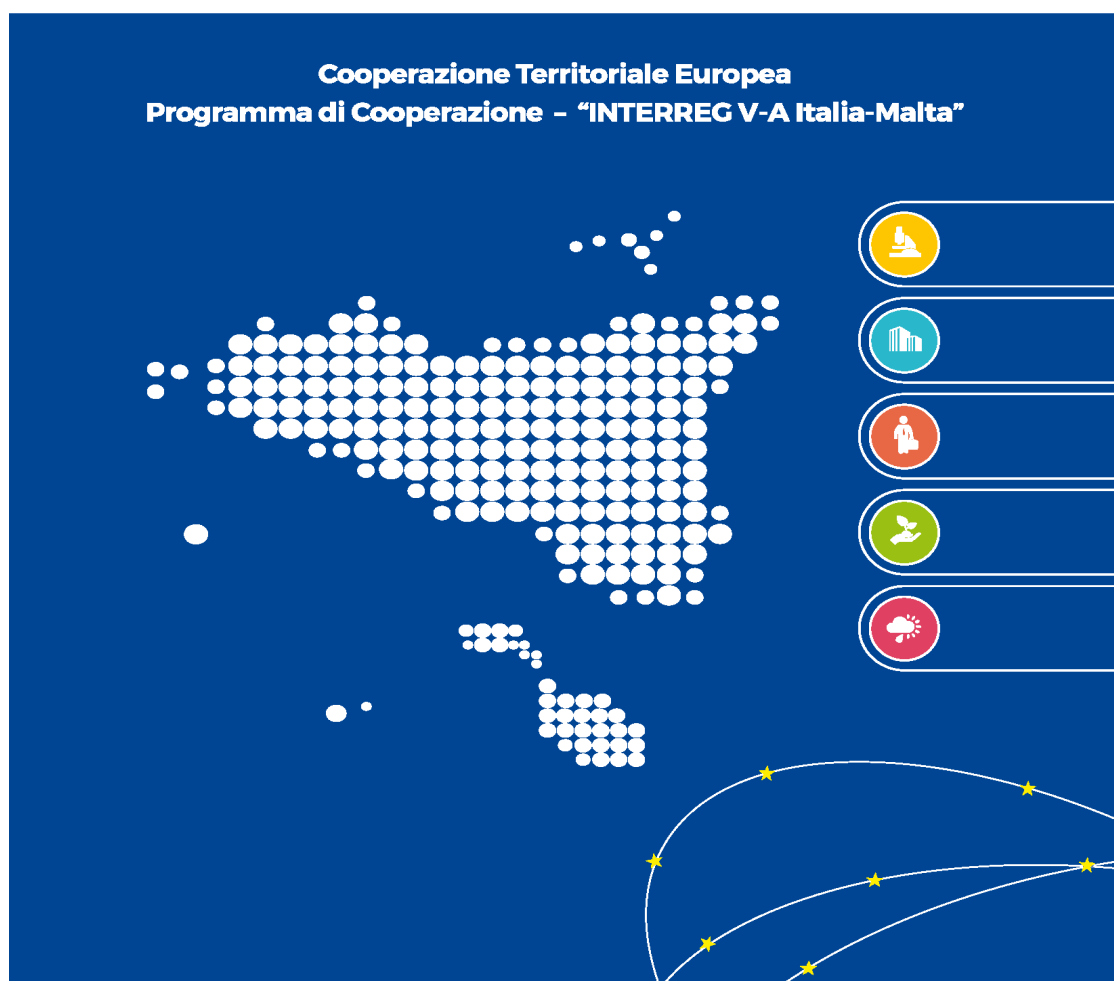 Cooperazione Territoriale Europea
Programma di Cooperazione – “INTERREG V-A Italia-Malta”